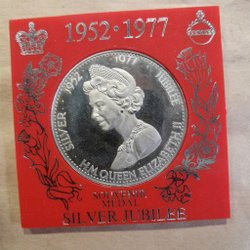 1952 · 1977
SILVER 1952 1977 JUBILEE
H.M. QUEEN ELIZABETH II
SOUVENIR
MEDAL
SILVER JUBILEE